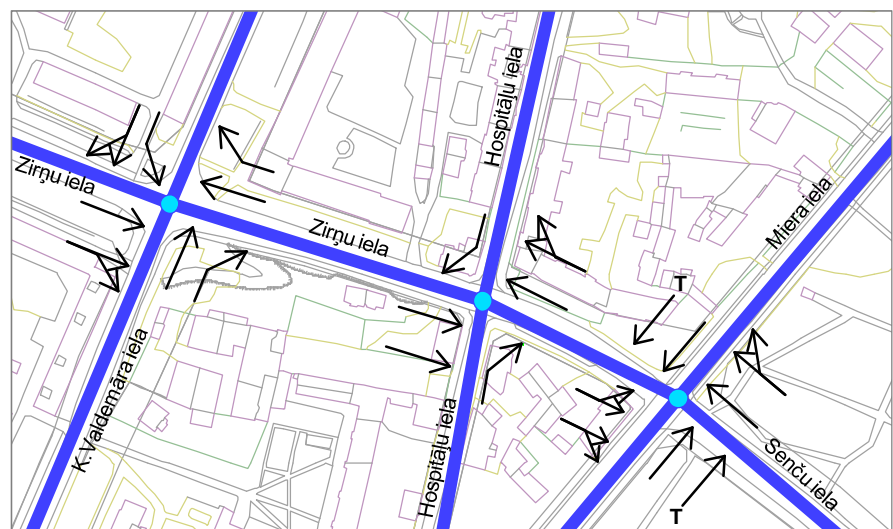 Hospitāļu iela
Zirņu iela
Miera iela
Zirņu iela
T
K. Valdemāra iela
Hospitāļu iela
Senču iela
T